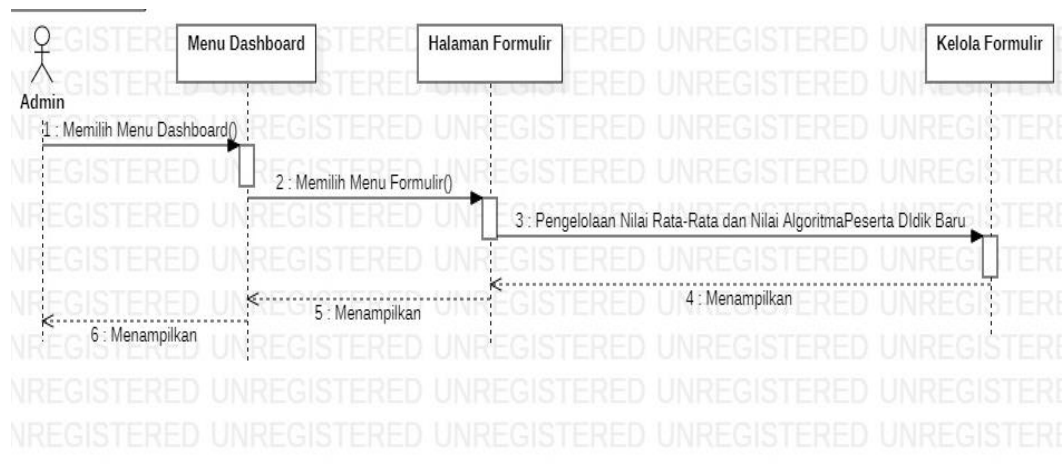 Menu Dashboard
Halaman Formulir
Kelola Formulir
Admin
1 : Memilih Menu Dashboard()
2 : Memilih Menu Formulir()
3 : Pengelolaan Nilai Rata-Rata dan Nilai AlgoritmaPeserta DIdik Baru
4 : Menampilkan
5 : Menampilkan
6 : Menampilkan
UNREGISTERED